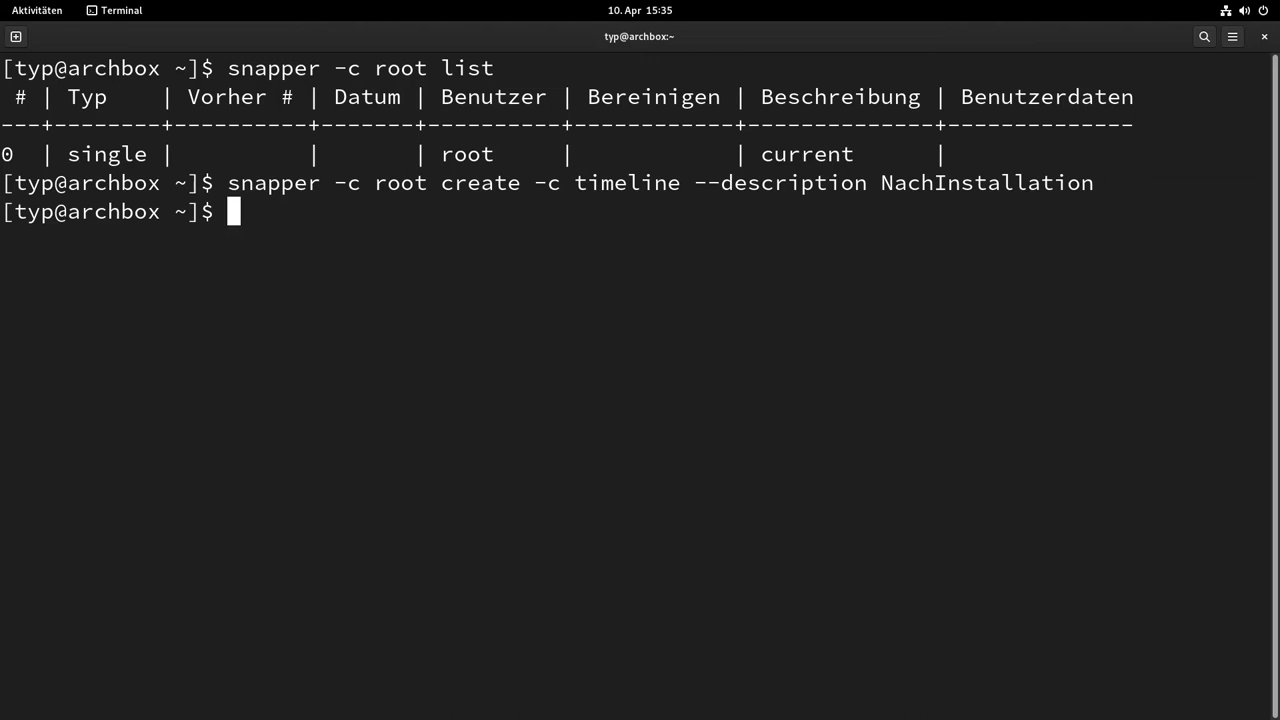 Aktivitäten Terminal 10. Apr 15:35
typ@archbox:~
[typ@archbox ~]$ snapper -c root list
 # | Typ    | Vorher # | Datum | Benutzer | Bereinigen | Beschreibung | Benutzerdaten
---+--------+----------+-------+----------+------------+--------------+--------------
0  | single |          |       | root     |            | current      |
[typ@archbox ~]$ snapper -c root create -c timeline --description NachInstallation
[typ@archbox ~]$